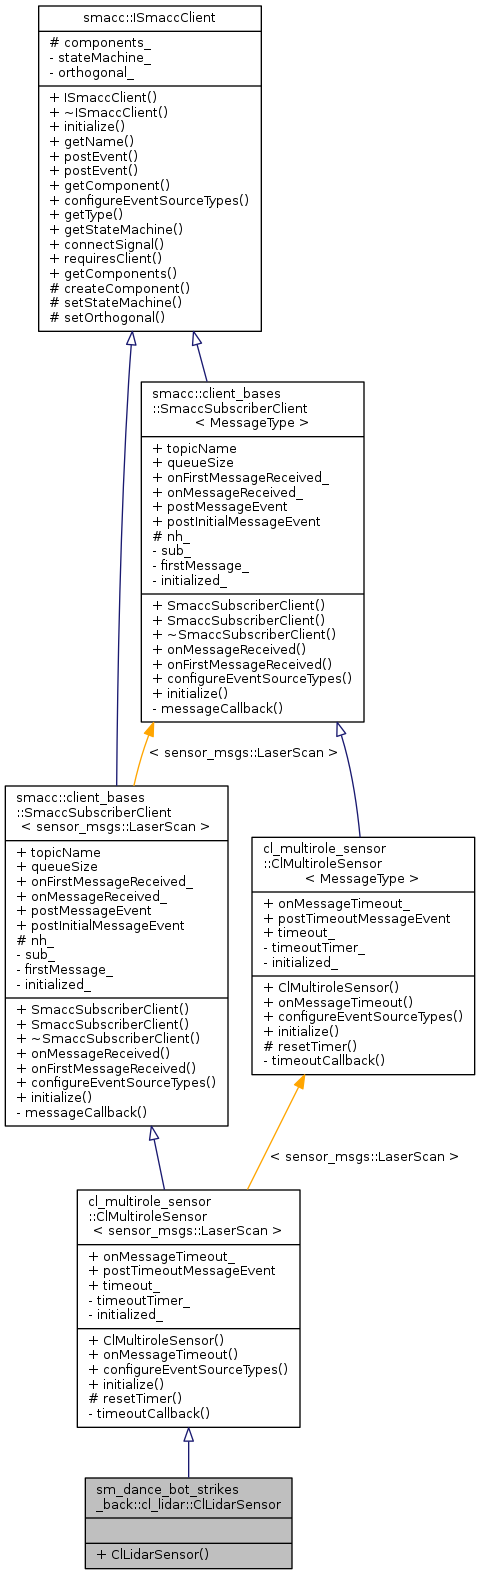 smacc::ISmaccClient
# components_
- stateMachine_
- orthogonal_
+ ISmaccClient()
+ ~ISmaccClient()
+ initialize()
+ getName()
+ postEvent()
+ postEvent()
+ getComponent()
+ configureEventSourceTypes()
+ getType()
+ getStateMachine()
+ connectSignal()
+ requiresClient()
+ getComponents()
# createComponent()
# setStateMachine()
# setOrthogonal()
smacc::client_bases
::SmaccSubscriberClient
< MessageType >
+ topicName
+ queueSize
+ onFirstMessageReceived_
+ onMessageReceived_
+ postMessageEvent
+ postInitialMessageEvent
# nh_
- sub_
- firstMessage_
- initialized_
+ SmaccSubscriberClient()
+ SmaccSubscriberClient()
+ ~SmaccSubscriberClient()
+ onMessageReceived()
+ onFirstMessageReceived()
+ configureEventSourceTypes()
+ initialize()
- messageCallback()
< sensor_msgs::LaserScan >
smacc::client_bases
::SmaccSubscriberClient
< sensor_msgs::LaserScan >
+ topicName
+ queueSize
+ onFirstMessageReceived_
+ onMessageReceived_
+ postMessageEvent
+ postInitialMessageEvent
# nh_
- sub_
- firstMessage_
- initialized_
+ SmaccSubscriberClient()
+ SmaccSubscriberClient()
+ ~SmaccSubscriberClient()
+ onMessageReceived()
+ onFirstMessageReceived()
+ configureEventSourceTypes()
+ initialize()
- messageCallback()
cl_multirole_sensor
::ClMultiroleSensor
< MessageType >
+ onMessageTimeout_
+ postTimeoutMessageEvent
+ timeout_
- timeoutTimer_
- initialized_
+ ClMultiroleSensor()
+ onMessageTimeout()
+ configureEventSourceTypes()
+ initialize()
# resetTimer()
- timeoutCallback()
< sensor_msgs::LaserScan >
cl_multirole_sensor
::ClMultiroleSensor
< sensor_msgs::LaserScan >
+ onMessageTimeout_
+ postTimeoutMessageEvent
+ timeout_
- timeoutTimer_
- initialized_
+ ClMultiroleSensor()
+ onMessageTimeout()
+ configureEventSourceTypes()
+ initialize()
# resetTimer()
- timeoutCallback()
sm_dance_bot_strikes
_back::cl_lidar::ClLidarSensor
+ ClLidarSensor()